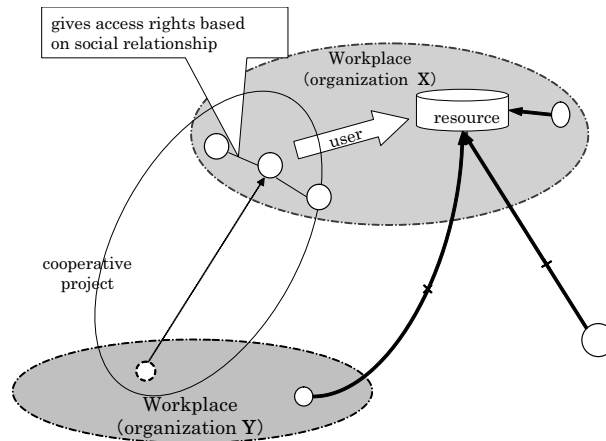 gives access rights based
on social relationship
Workplace
(organization X)
resource
user
cooperative
project
Workplace
(organization Y)